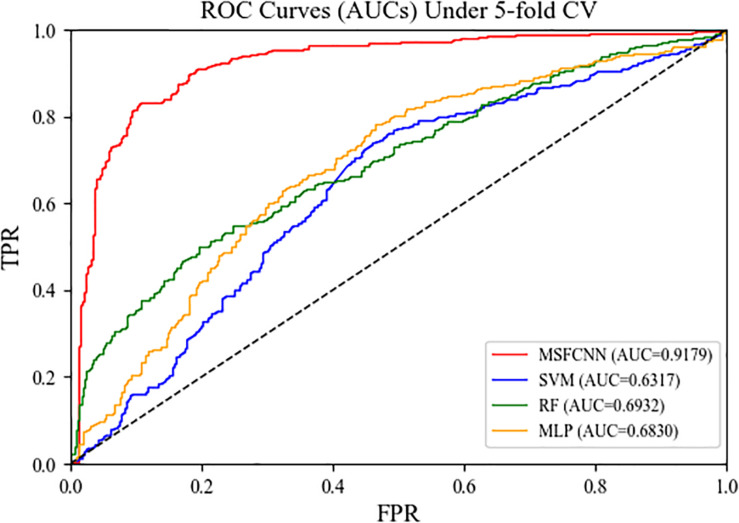 ROC Curves (AUCs) Under 5-fold CV
1.0
0.8
0.6
0.4
0.2
0.0
TPR
0.0 0.2 0.4 0.6 0.8 1.0
FPR
MSFCNN (AUC=0.9179)
SVM (AUC=0.6317)
RF (AUC=0.6932)
MLP (AUC=0.6830)